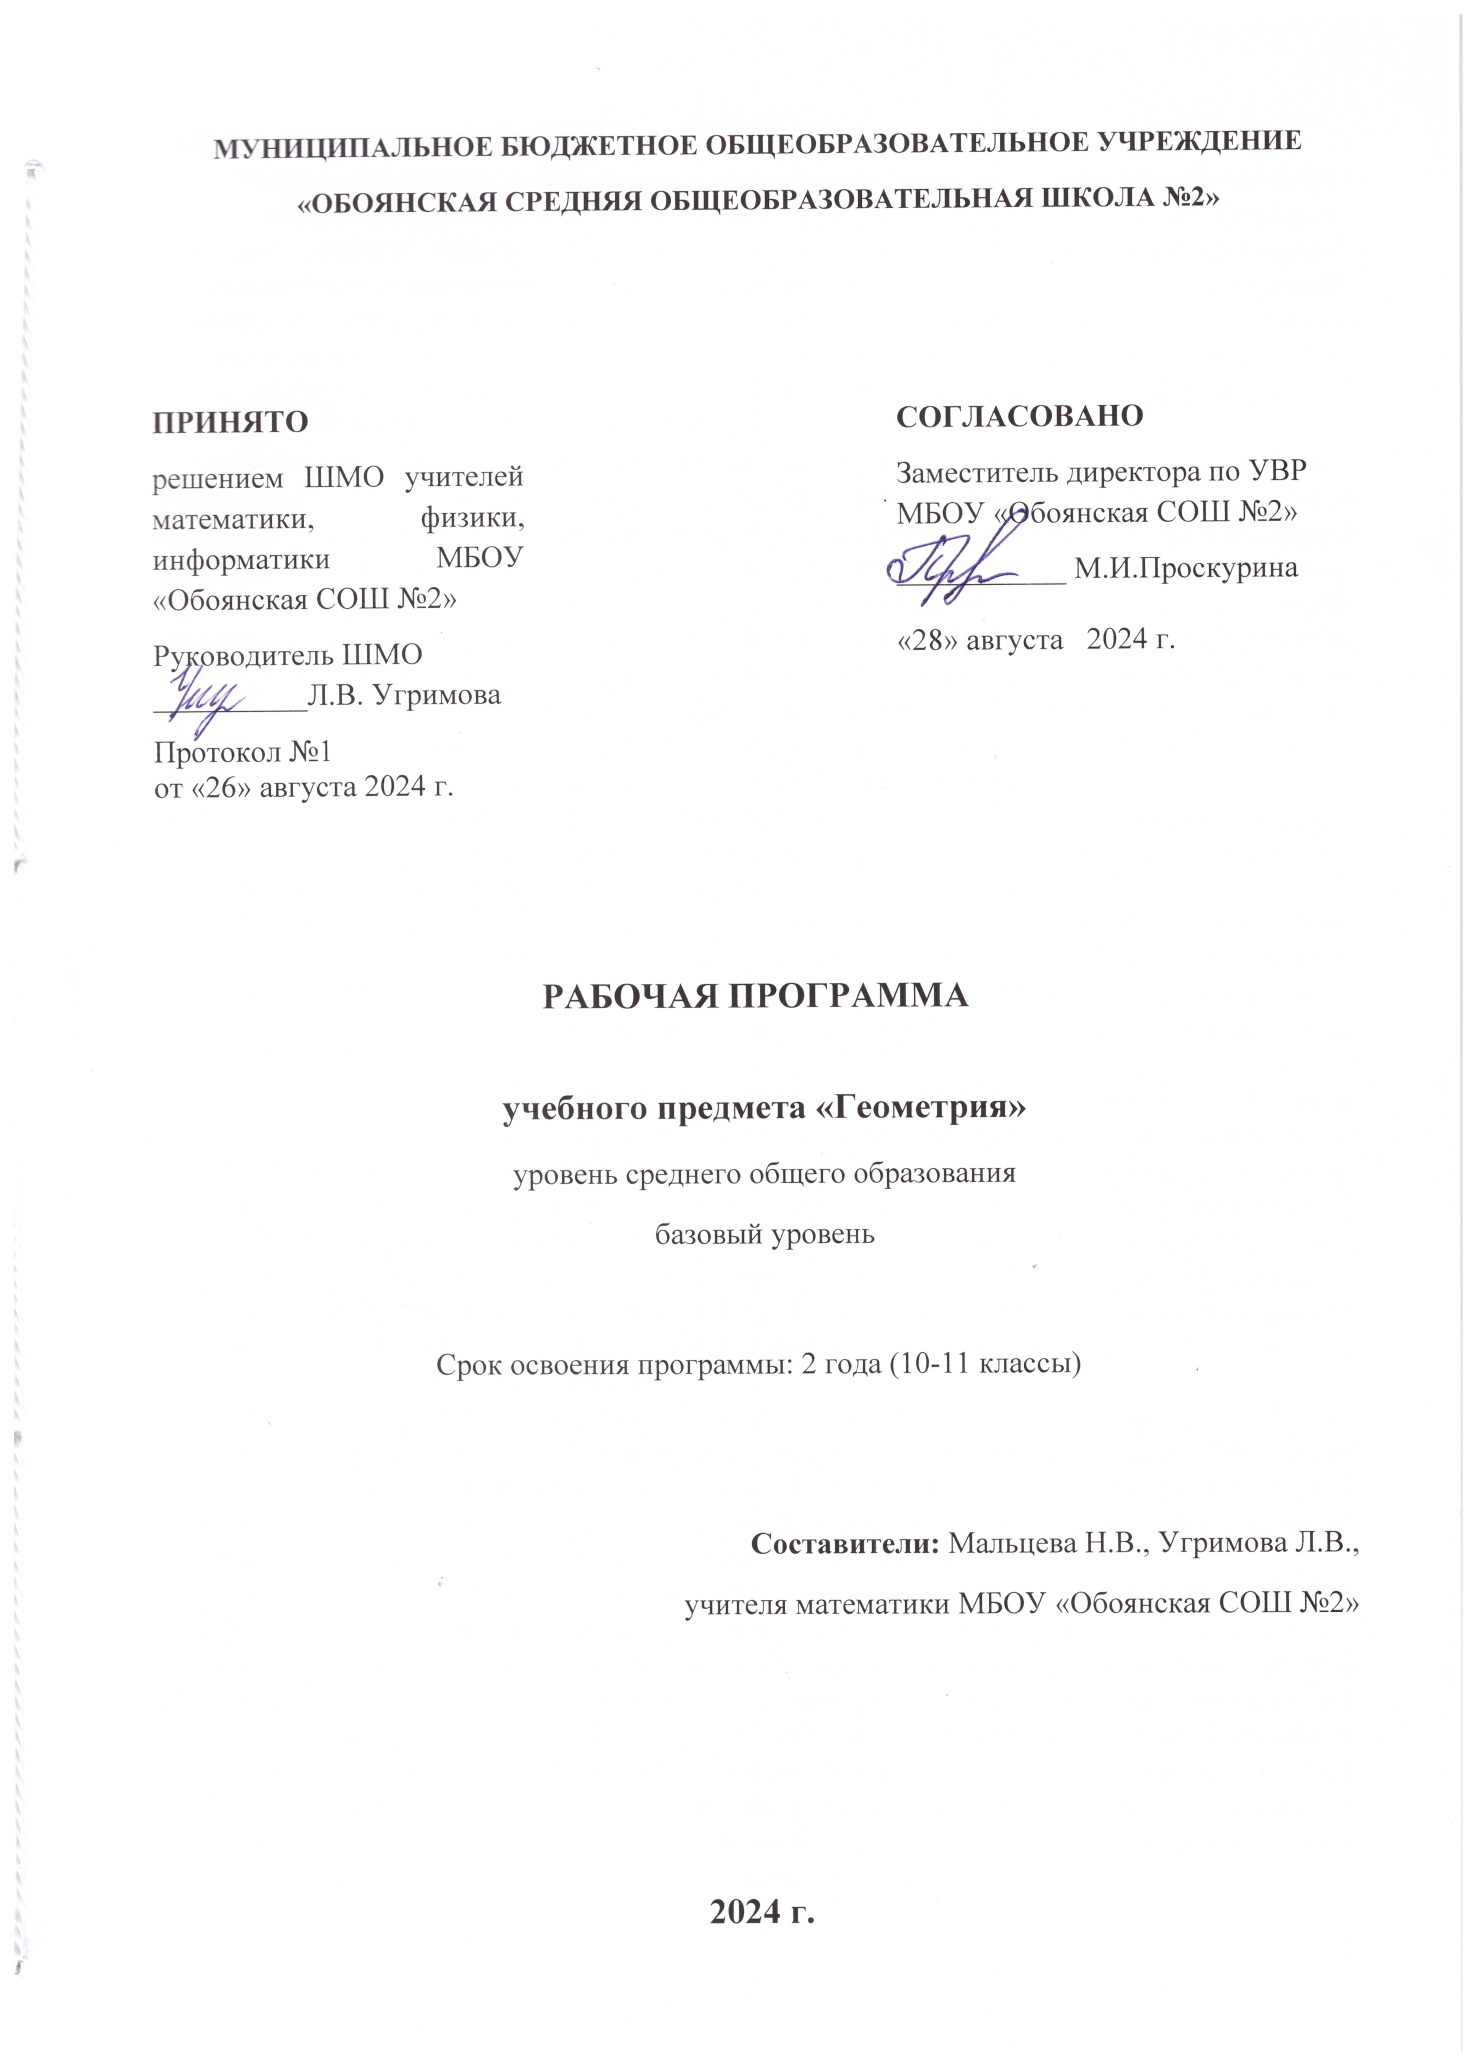 МУНИЦИПАЛЬНОЕ БЮДЖЕТНОЕ ОБЩЕОБРАЗОВАТЕЛЬНОЕ УЧРЕЖДЕНИЕ
«ОБОЯНСКАЯ СРЕДНЯЯ ОБЩЕОБРАЗОВАТЕЛЬНАЯ ШКОЛА №2»
ПРИНЯТО
решением ШМО учителей
математики, физики,
информатики МБОУ
«Обоянская СОШ №2»
Руководитель ШМО
__________Л.В. Угримова
Протокол №1
от «26» августа 2024 г.
СОГЛАСОВАНО
Заместитель директора по УВР
МБОУ «Обоянская СОШ №2»
___________ М.И.Проскурина
«28» августа 2024 г.
РАБОЧАЯ ПРОГРАММА
учебного предмета «Геометрия»
уровень среднего общего образования
базовый уровень
Срок освоения программы: 2 года (10-11 классы)
Составители: Мальцева Н.В., Угримова Л.В.,
учителя математики МБОУ «Обоянская СОШ №2»
2024 г.